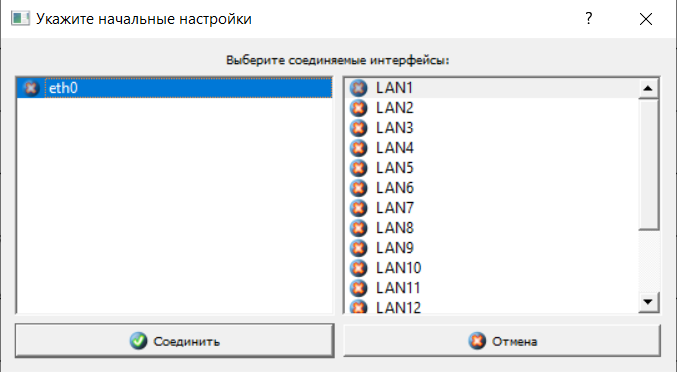 Укажите начальные настройки ?
Выберите соединяемые интерфейсы:
eth0
LAN1
LAN2
LAN3
LAN4
LAN5
LAN6
LAN7
LAN8
LAN9
LAN10
LAN11
LAN12
Соединить
Отмена